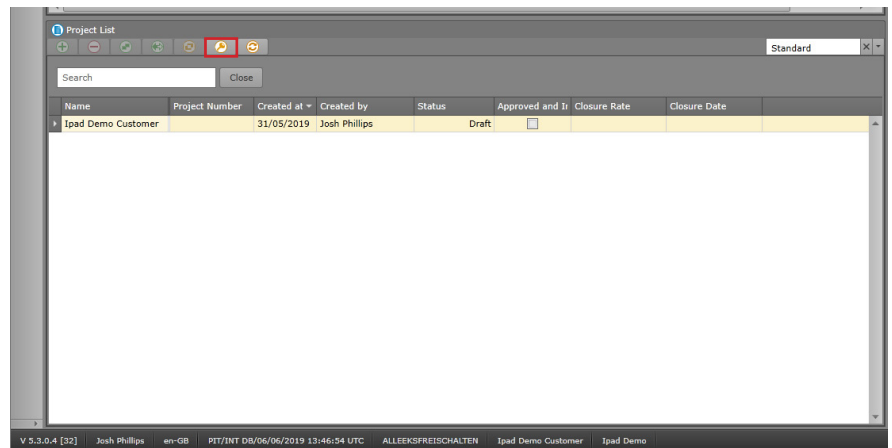 Project List
Standard
Search Close
Name Project Number Created at Created by Status Approved and Closure Rate Closure Date
Ipad Demo Customer 31/05/2019 Josh Phillips Draft
V 5.3.0.4 [32] Josh Phillips en-GB PIT/INT DB/06/06/2019 13:46:54 UTC ALLEEKSFREISCHALTEN Ipad Demo Customer Ipad Demo